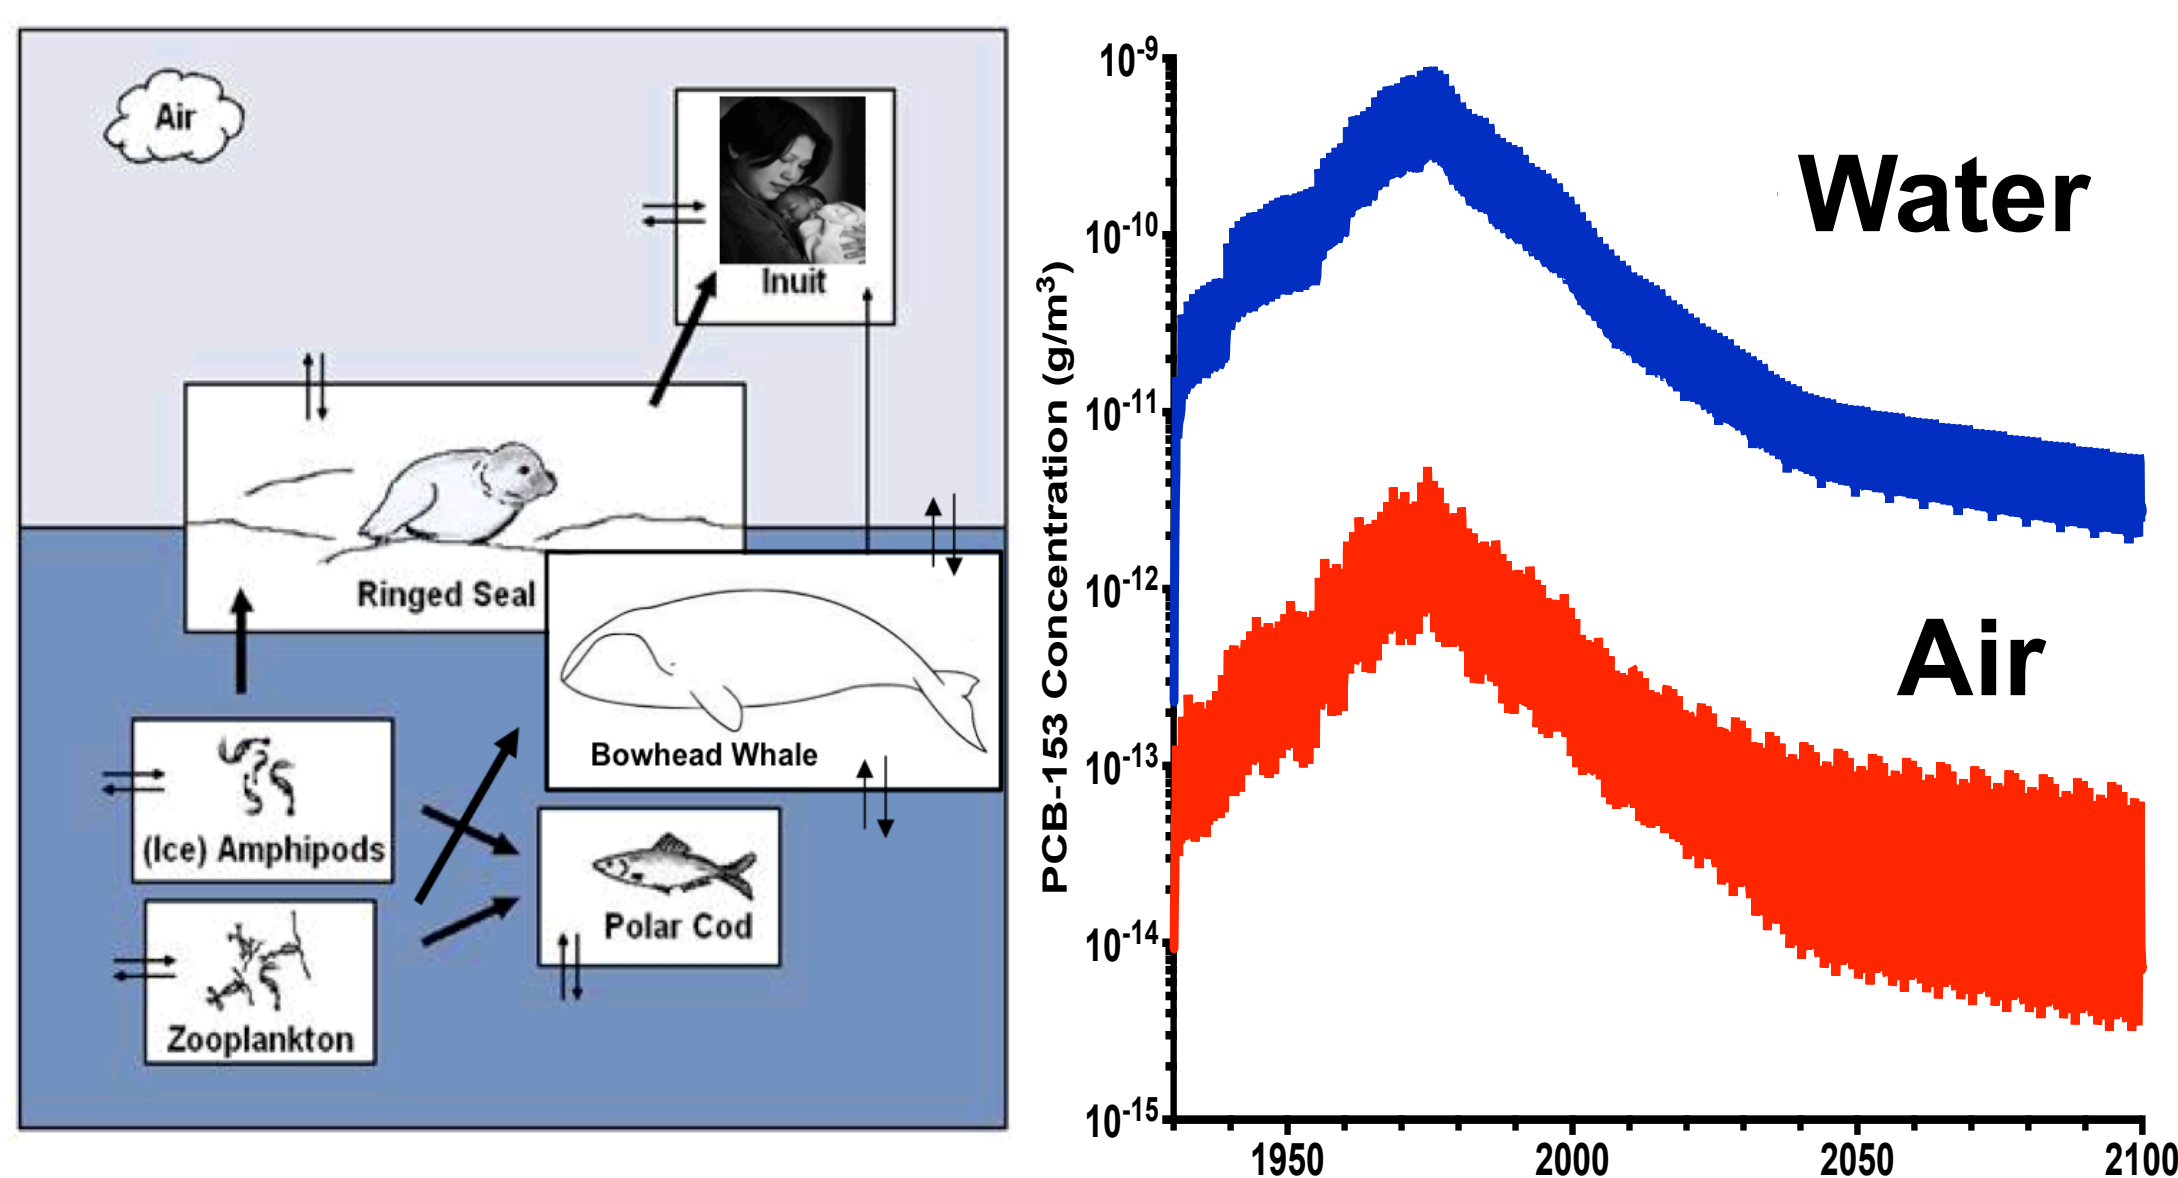 Air
Inuit
Ringed Seal
Bowhead Whale
(Ice) Amphipods
Polar Cod
Zooplankton
PCB-153 Concentration (g/m³)
10⁻⁹
10⁻¹⁰
10⁻¹¹
10⁻¹²
10⁻¹³
10⁻¹⁴
10⁻¹⁵
Water
Air
1950 2000 2050 2100